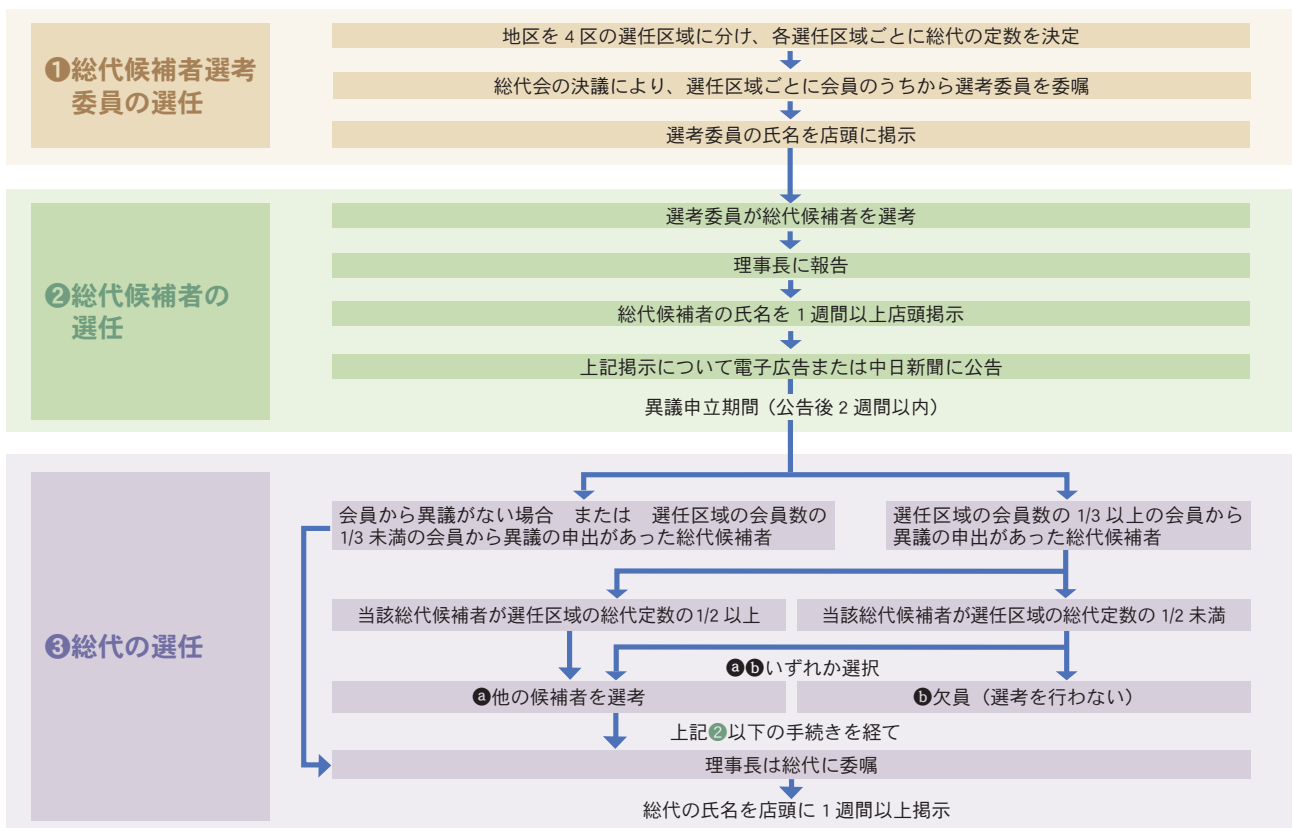 ❶総代候補者選考
委員の選任
地区を4区の選任区域に分け、各選任区域ごとに総代の定数を決定
総代会の決議により、選任区域ごとに会員のうちから選考委員を委嘱
選考委員の氏名を店頭に掲示
❷総代候補者の
選任
選考委員が総代候補者を選考
理事長に報告
総代候補者の氏名を1週間以上店頭掲示
上記掲示について電子広告または中日新聞に公告
異議申立期間（公告後2週間以内）
❸総代の選任
会員から異議がない場合　または　選任区域の会員数の
1/3未満の会員から異議の申出があった総代候補者
選任区域の会員数の1/3以上の会員から
異議の申出があった総代候補者
当該総代候補者が選任区域の総代定数の1/2以上
当該総代候補者が選任区域の総代定数の1/2未満
ⓐⓑいずれか選択
ⓐ他の候補者を選考
ⓑ欠員（選考を行わない）
上記❷以下の手続きを経て
理事長は総代に委嘱
総代の氏名を店頭に1週間以上掲示